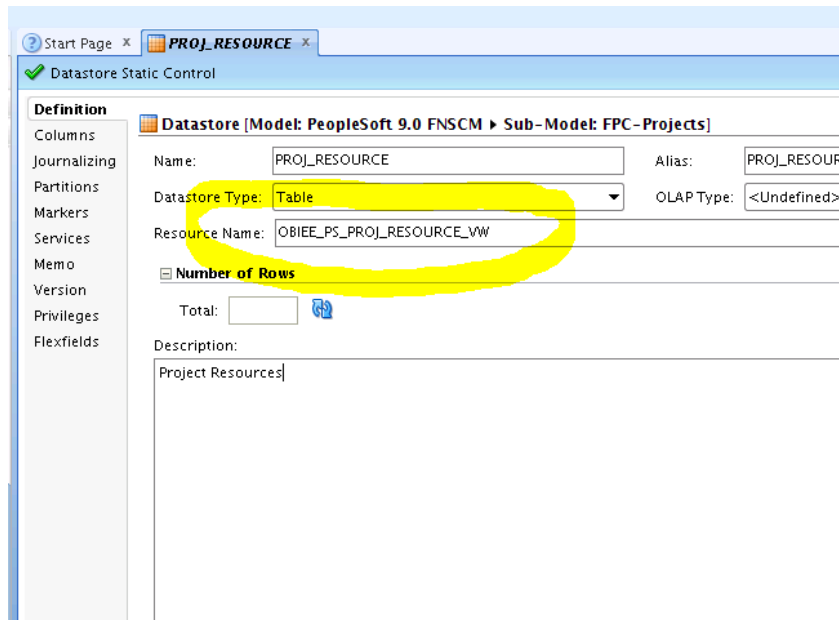 Start Page x PROJ_RESOURCE x
Datastore Static Control
Definition
Columns
Journalizing
Partitions
Markers
Services
Memo
Version
Privileges
Flexfields
Datastore [Model: PeopleSoft 9.0 FNSCM ▸ Sub-Model: FPC-Projects]
Name: PROJ_RESOURCE Alias: PROJ_RESOUR
Datastore Type: Table OLAP Type: <Undefined>
Resource Name: OBIEE_PS_PROJ_RESOURCE_VW
Number of Rows
Total:
Description:
Project Resources